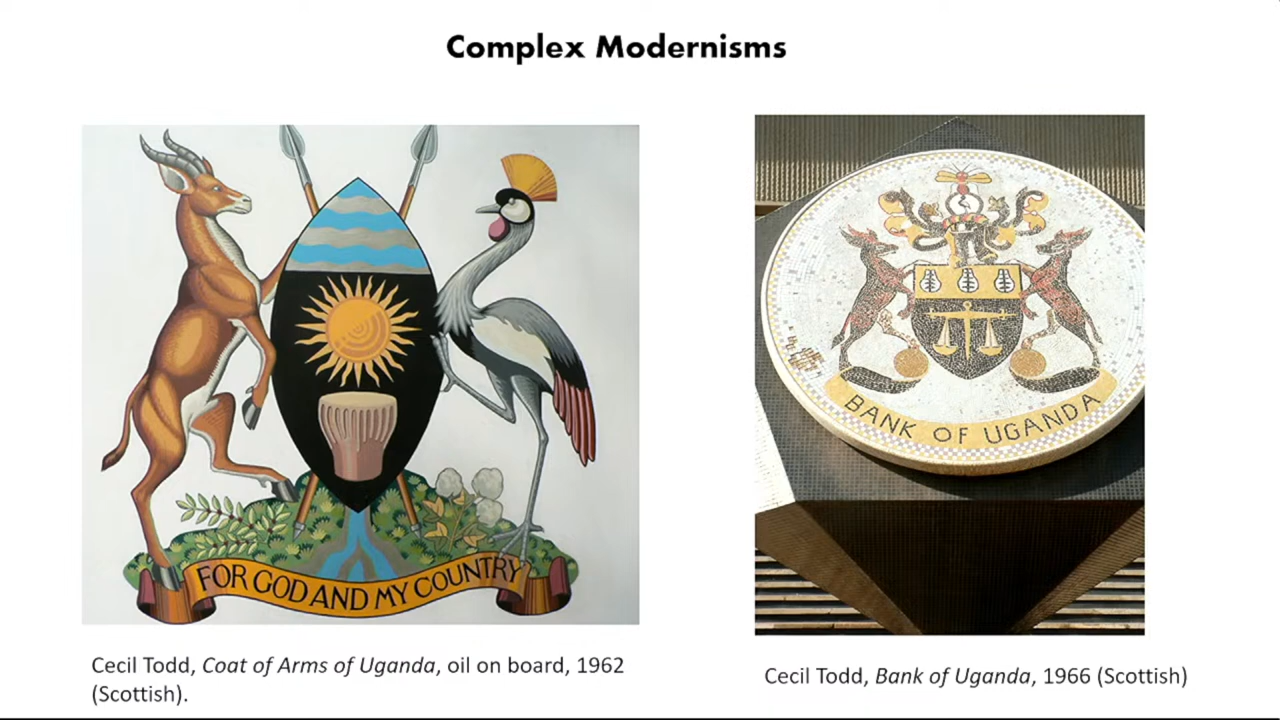 Complex Modernisms
FOR GOD AND MY COUNTRY
BANK OF UGANDA
Cecil Todd, Coat of Arms of Uganda, oil on board, 1962
(Scottish).
Cecil Todd, Bank of Uganda, 1966 (Scottish)